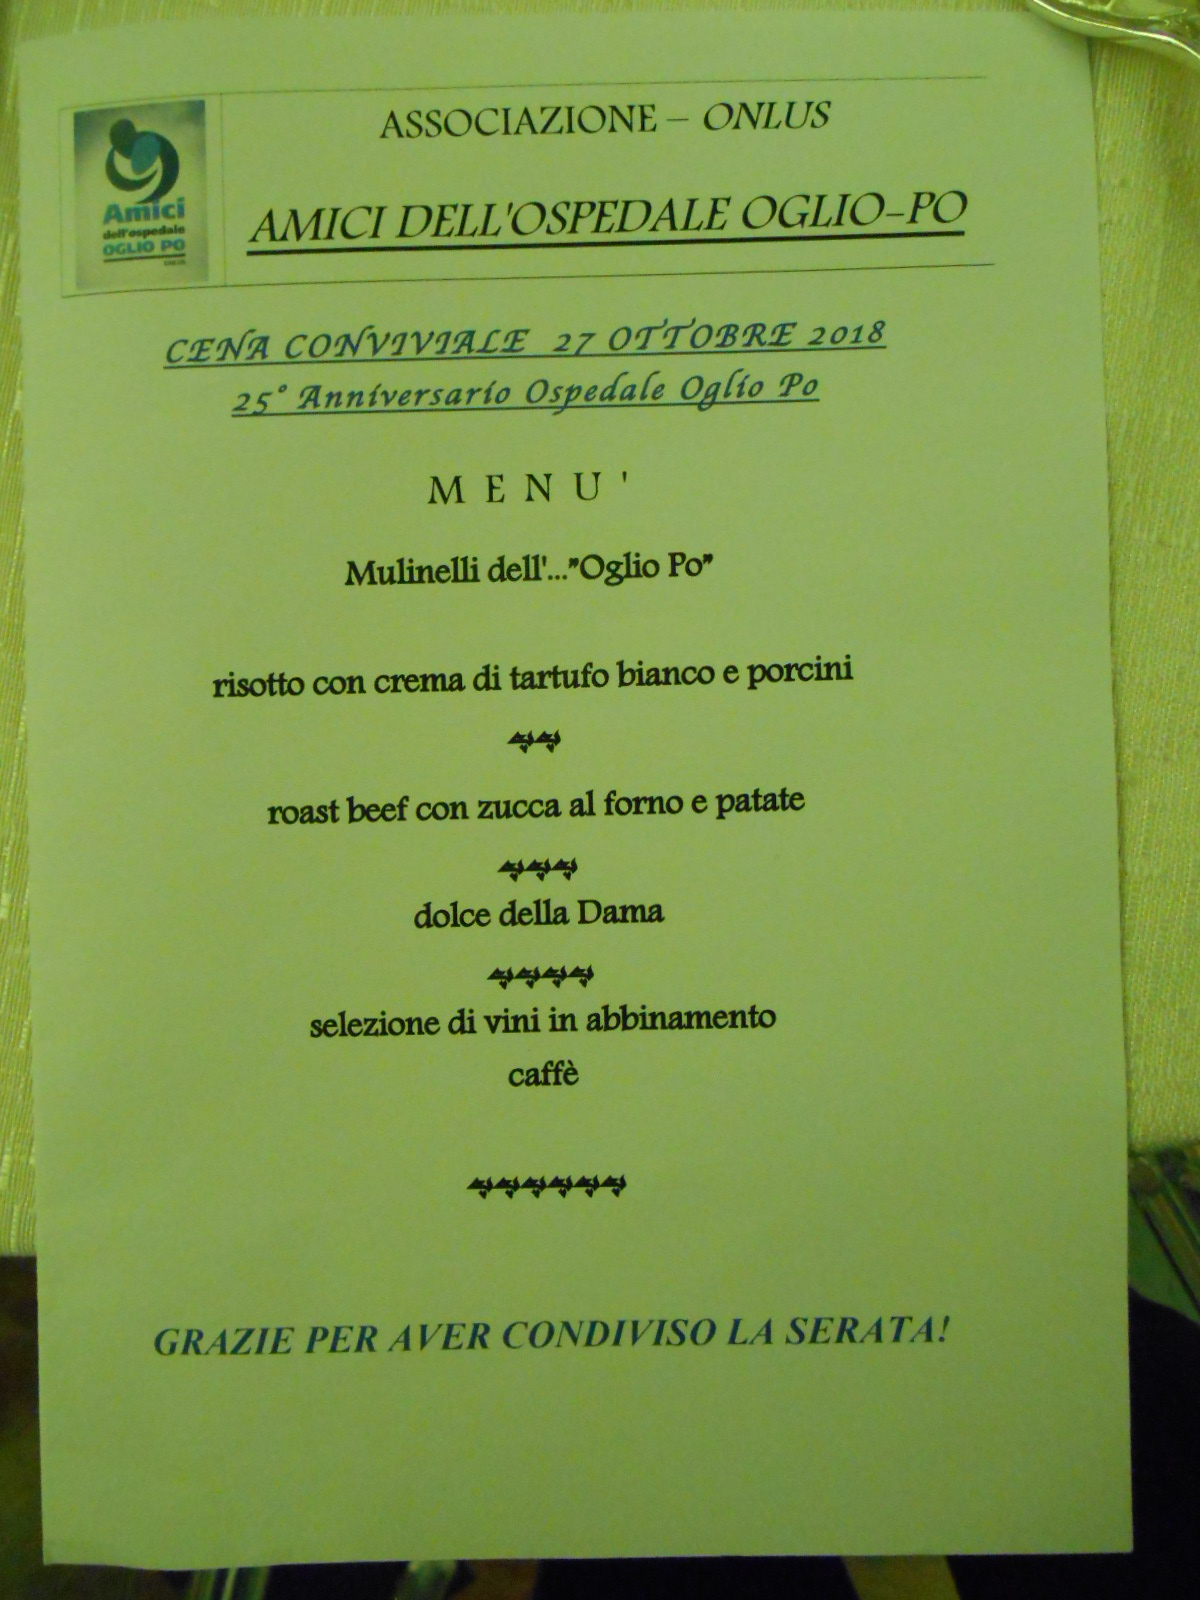 Amici
dell'ospedale
OGLIO PO
ASSOCIAZIONE – ONLUS
AMICI DELL'OSPEDALE OGLIO-PO
CENA CONVIVIALE 27 OTTOBRE 2018
25° Anniversario Ospedale Oglio Po
M E N U '
Mulinelli dell'..."Oglio Po"
risotto con crema di tartufo bianco e porcini
roast beef con zucca al forno e patate
dolce della Dama
selezione di vini in abbinamento
caffè
GRAZIE PER AVER CONDIVISO LA SERATA!